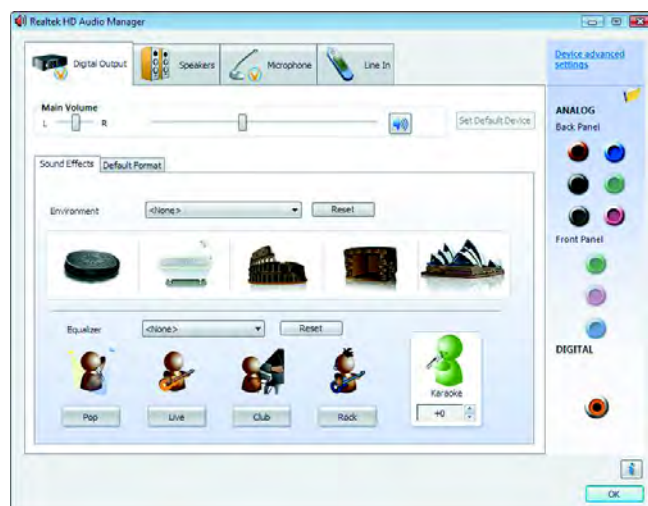 Realtek HD Audio Manager
Digital Output
Speakers
Microphone
Line In
Device advanced settings
Main Volume
L
R
Set Default Device
ANALOG
Back Panel
Sound Effects
Default Format
Environment
<None>
Reset
Front Panel
Equalizer
<None>
Reset
DIGITAL
Karaoke
Pop
Live
Club
Rock
+0
i
OK